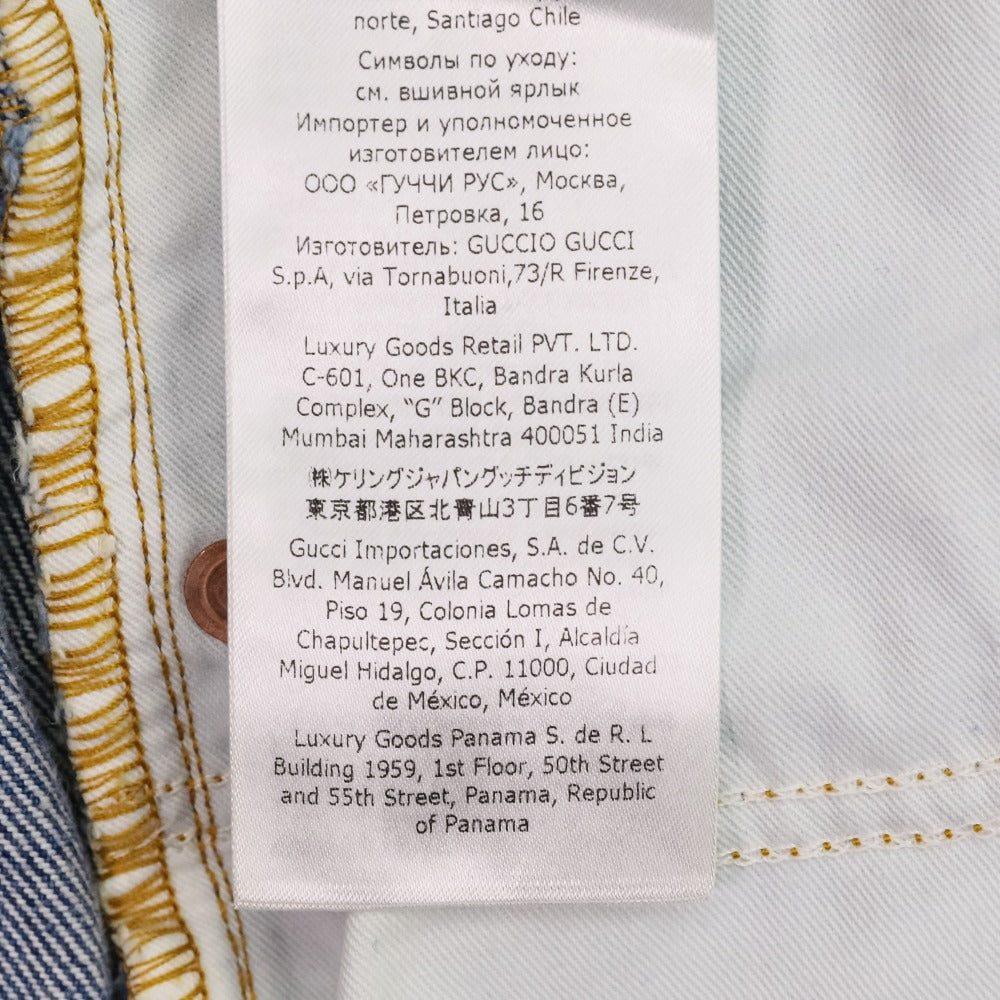 norte, Santiago Chile
Символы по уходу:
см. вшивной ярлык
Импортер и уполномоченное
изготовителем лицо:
ООО «ГУЧЧИ РУС», Москва,
Петровка, 16
Изготовитель: GUCCIO GUCCI
S.p.A, via Tornabuoni,73/R Firenze,
Italia
Luxury Goods Retail PVT. LTD.
C-601, One BKC, Bandra Kurla
Complex, “G” Block, Bandra (E)
Mumbai Maharashtra 400051 India
㈱ケリングジャパングッチディビジョン
東京都港区北青山3丁目6番7号
Gucci Importaciones, S.A. de C.V.
Blvd. Manuel Ávila Camacho No. 40,
Piso 19, Colonia Lomas de
Chapultepec, Sección I, Alcaldía
Miguel Hidalgo, C.P. 11000, Ciudad
de México, México
Luxury Goods Panama S. de R. L
Building 1959, 1st Floor, 50th Street
and 55th Street, Panama, Republic
of Panama